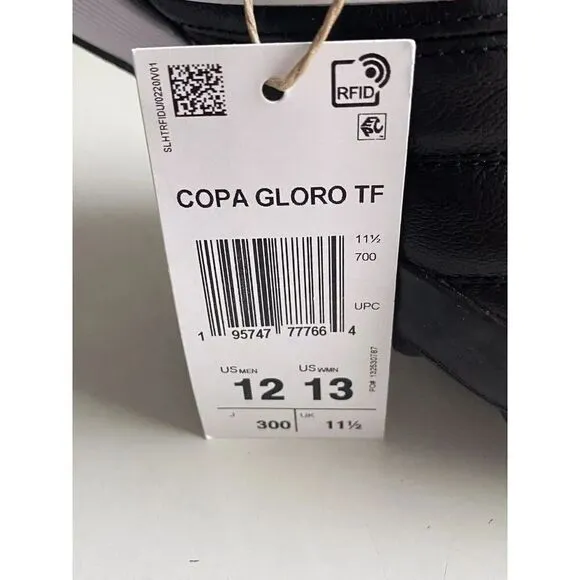 SLHTRFIDU/0220/V01
RFID
COPA GLORO TF
11½
700
UPC
1 95747 77766 4
US MEN
12
US WMN
13
J
300
UK
11½
PO# 132530787